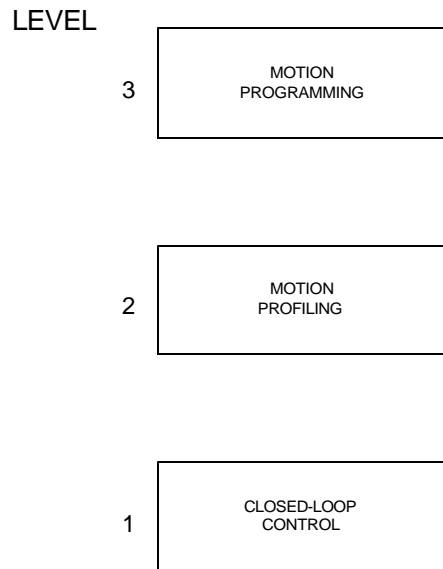 LEVEL
3
MOTION
PROGRAMMING
2
MOTION
PROFILING
1
CLOSED-LOOP
CONTROL